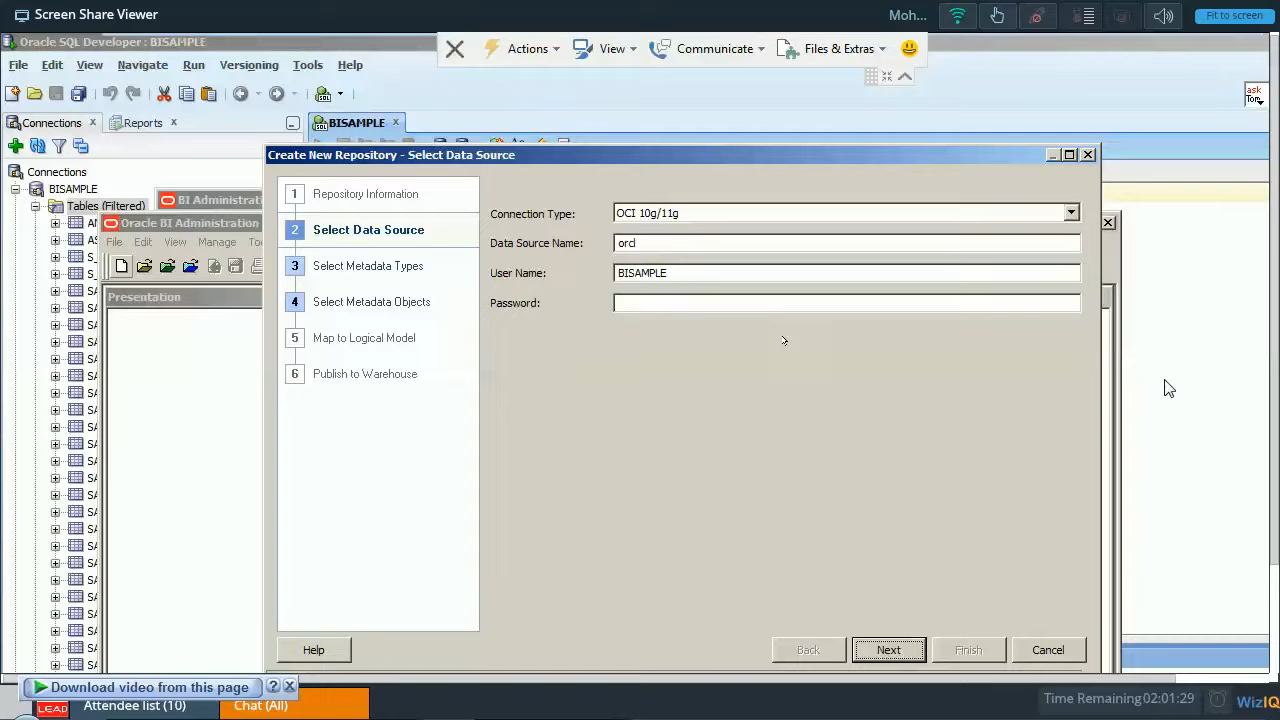 Screen Share Viewer
Moh...
Fit to screen
Oracle SQL Developer : BISAMPLE
Actions
View
Communicate
Files & Extras
File Edit View Navigate Run Versioning Tools Help
ask
Connections
Reports
BISAMPLE
Connections
BISAMPLE
Tables (Filtered)
BI Administra
Oracle BI Administration
File Edit View Manage
Presentation
Create New Repository - Select Data Source
1 Repository Information
2 Select Data Source
3 Select Metadata Types
4 Select Metadata Objects
5 Map to Logical Model
6 Publish to Warehouse
Connection Type: OCI 10g/11g
Data Source Name: orcl
User Name: BISAMPLE
Password:
Help
Back
Next
Finish
Cancel
Download video from this page
LEAD
Attendee list (10)
Chat (All)
Time Remaining 02:01:29
WizIQ